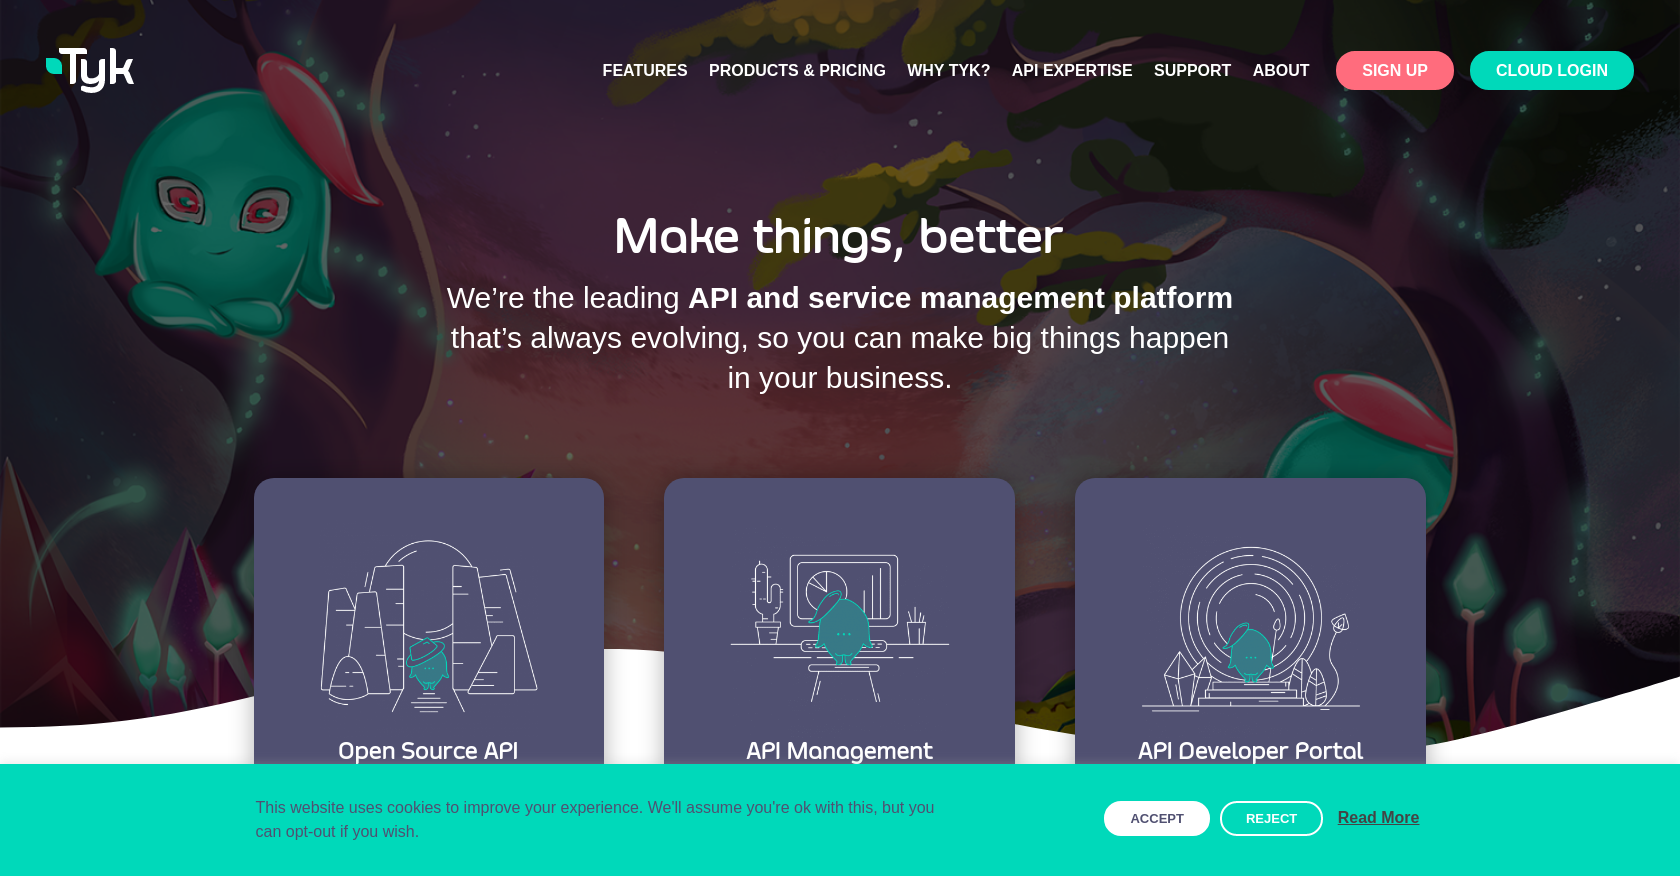 Tyk
FEATURES
PRODUCTS & PRICING
WHY TYK?
API EXPERTISE
SUPPORT
ABOUT
SIGN UP
CLOUD LOGIN
Make things, better
We’re the leading API and service management platform
that’s always evolving, so you can make big things happen
in your business.
Open Source API
API Management
API Developer Portal
This website uses cookies to improve your experience. We'll assume you're ok with this, but you
can opt-out if you wish.
ACCEPT
REJECT
Read More